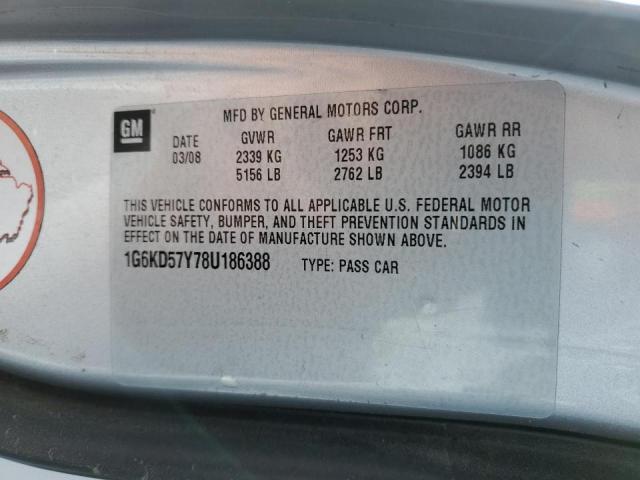 GM
MFD BY GENERAL MOTORS CORP.
DATE GVWR GAWR FRT GAWR RR
03/08 2339 KG 1253 KG 1086 KG
5156 LB 2762 LB 2394 LB
THIS VEHICLE CONFORMS TO ALL APPLICABLE U.S. FEDERAL MOTOR
VEHICLE SAFETY, BUMPER, AND THEFT PREVENTION STANDARDS IN
EFFECT ON THE DATE OF MANUFACTURE SHOWN ABOVE.
1G6KD57Y78U186388 TYPE: PASS CAR